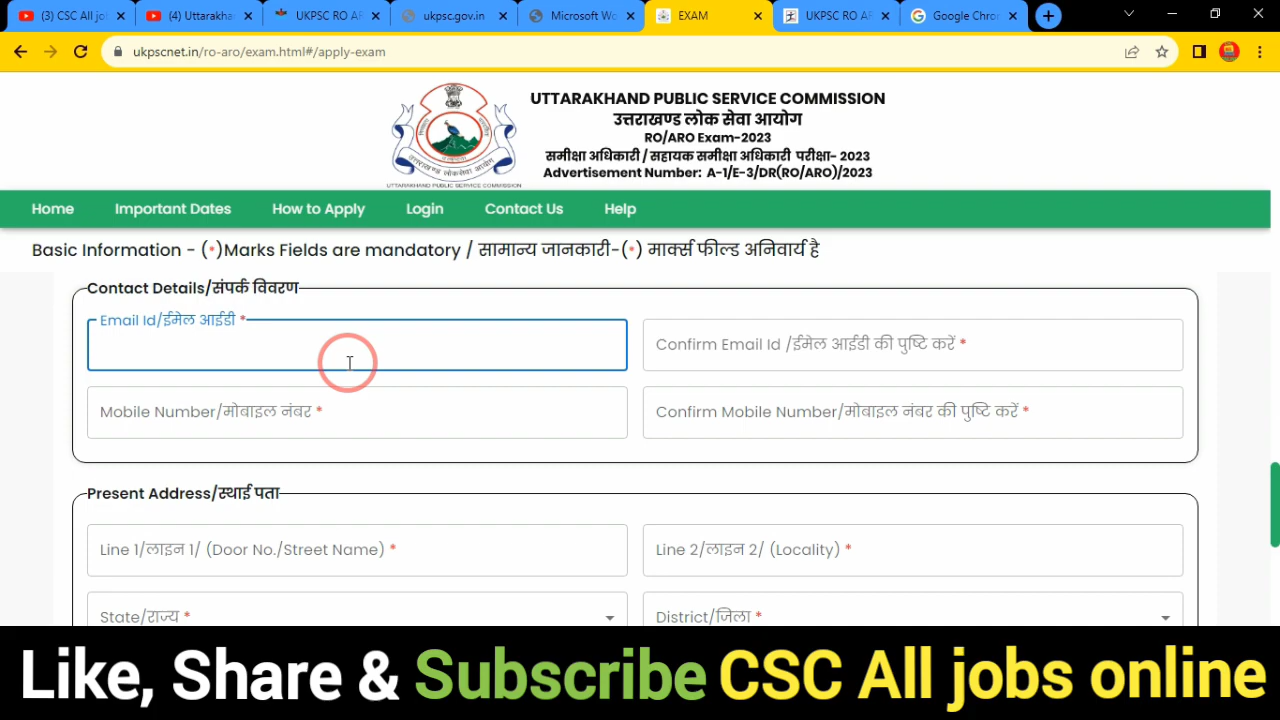 (3) CSC All jo
(4) Uttarakha
UKPSC RO AR
ukpsc.gov.in
Microsoft Wo
EXAM
UKPSC RO AR
Google Chro
ukpscnet.in/ro-aro/exam.html#/apply-exam
UTTARAKHAND PUBLIC SERVICE COMMISSION
उत्तराखण्ड लोक सेवा आयोग
RO/ARO Exam-2023
समीक्षा अधिकारी / सहायक समीक्षा अधिकारी परीक्षा- 2023
Advertisement Number: A-1/E-3/DR(RO/ARO)/2023
UTTARAKHAND PUBLIC SERVICE COMMISSION
Home Important Dates How to Apply Login Contact Us Help
Basic Information - (*)Marks Fields are mandatory / सामान्य जानकारी-(*) मार्क्स फील्ड अनिवार्य है
Contact Details/संपर्क विवरण
Email Id/ईमेल आईडी *
Confirm Email Id /ईमेल आईडी की पुष्टि करें *
Mobile Number/मोबाइल नंबर *
Confirm Mobile Number/मोबाइल नंबर की पुष्टि करें *
Present Address/स्थाई पता
Line 1/लाइन 1/ (Door No./Street Name) *
Line 2/लाइन 2/ (Locality) *
State/राज्य *
District/जिला *
Like, Share & Subscribe CSC All jobs online